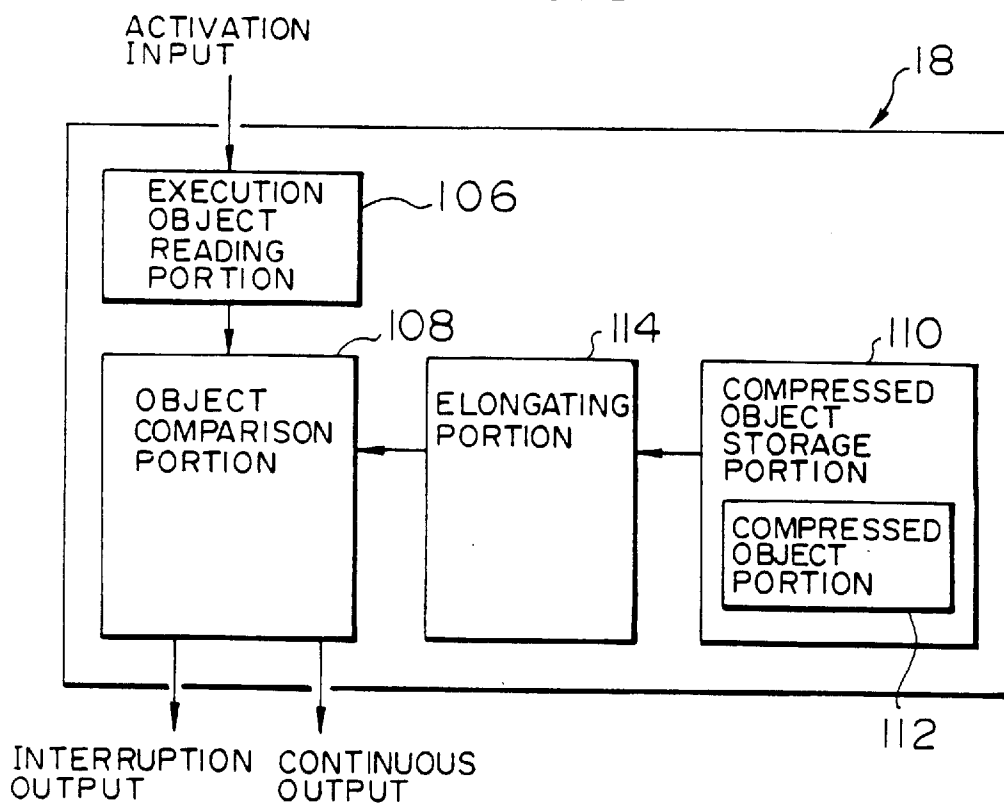 ACTIVATION
INPUT
18
EXECUTION
OBJECT
READING
PORTION
106
108
114
110
OBJECT
COMPARISON
PORTION
ELONGATING
PORTION
COMPRESSED
OBJECT
STORAGE
PORTION
COMPRESSED
OBJECT
PORTION
112
INTERRUPTION
OUTPUT
CONTINUOUS
OUTPUT